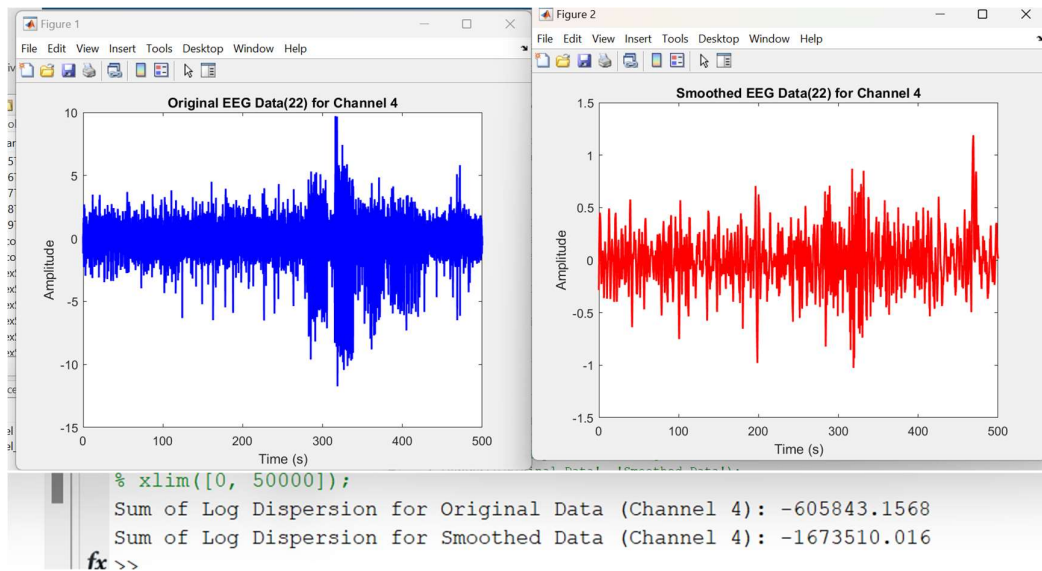 Figure 1
File Edit View Insert Tools Desktop Window Help
Original EEG Data(22) for Channel 4
10
5
0
-5
-10
-15
Amplitude
0 100 200 300 400 500
Time (s)
Figure 2
File Edit View Insert Tools Desktop Window Help
Smoothed EEG Data(22) for Channel 4
1.5
1
0.5
0
-0.5
-1
-1.5
Amplitude
0 100 200 300 400 500
Time (s)
% xlim([0, 50000]);
Sum of Log Dispersion for Original Data (Channel 4): -605843.1568
Sum of Log Dispersion for Smoothed Data (Channel 4): -1673510.016
fx >>